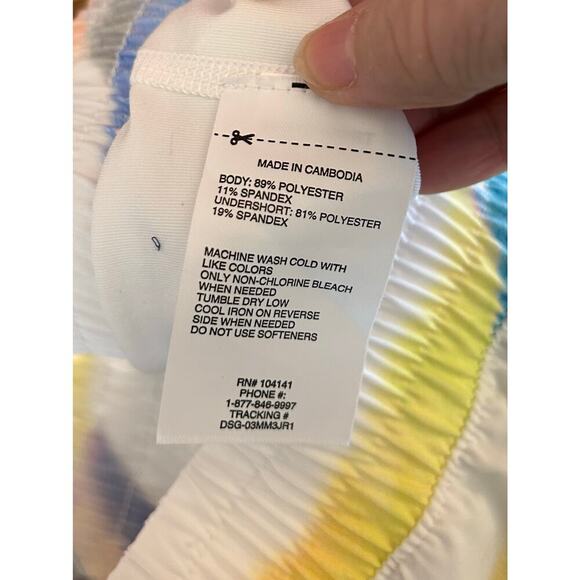 MADE IN CAMBODIA
BODY: 89% POLYESTER
11% SPANDEX
UNDERSHORT: 81% POLYESTER
19% SPANDEX
MACHINE WASH COLD WITH
LIKE COLORS
ONLY NON-CHLORINE BLEACH
WHEN NEEDED
TUMBLE DRY LOW
COOL IRON ON REVERSE
SIDE WHEN NEEDED
DO NOT USE SOFTENERS
RN# 104141
PHONE #:
1-877-846-9997
TRACKING #
DSG-03MM3JR1